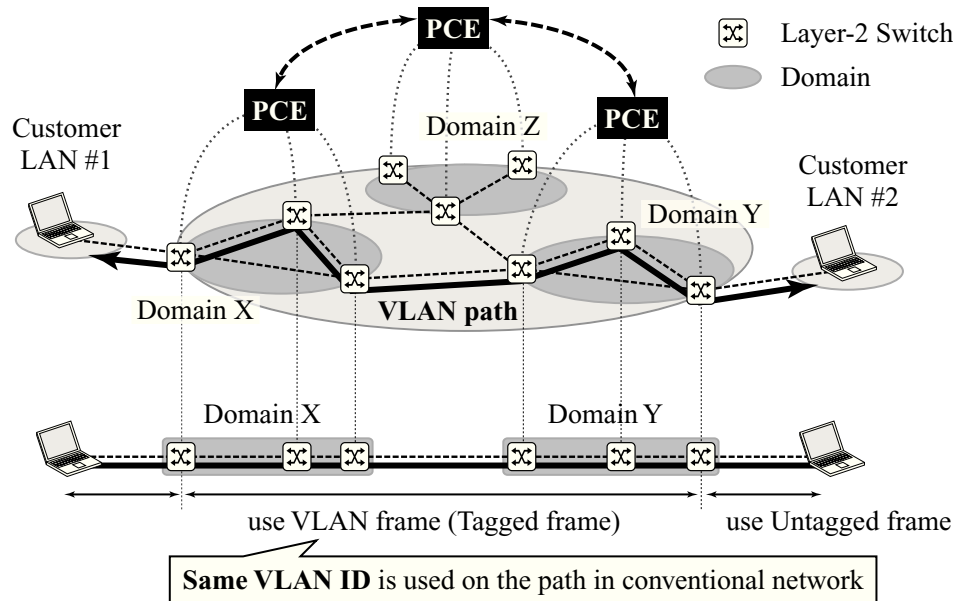 PCE
Layer-2 Switch
Domain
PCE
PCE
Customer
LAN #1
Domain Z
Customer
LAN #2
Domain Y
Domain X
VLAN path
Domain X
Domain Y
use VLAN frame (Tagged frame)
use Untagged frame
Same VLAN ID is used on the path in conventional network